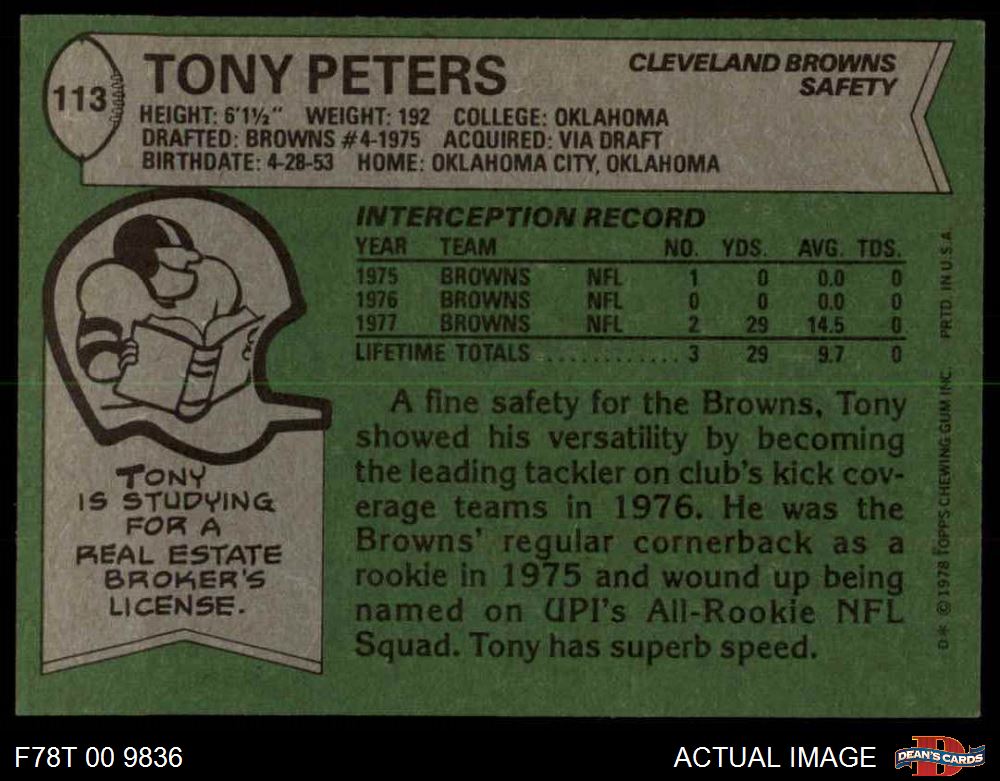 113
TONY PETERS
CLEVELAND BROWNS
SAFETY
HEIGHT: 6'1½" WEIGHT: 192 COLLEGE: OKLAHOMA
DRAFTED: BROWNS #4-1975 ACQUIRED: VIA DRAFT
BIRTHDATE: 4-28-53 HOME: OKLAHOMA CITY, OKLAHOMA
INTERCEPTION RECORD
YEAR TEAM NO. YDS. AVG. TDS.
1975 BROWNS NFL 1 0 0.0 0
1976 BROWNS NFL 0 0 0.0 0
1977 BROWNS NFL 2 29 14.5 0
LIFETIME TOTALS ............. 3 29 9.7 0
A fine safety for the Browns, Tony
showed his versatility by becoming
the leading tackler on club's kick cov-
erage teams in 1976. He was the
Browns' regular cornerback as a
rookie in 1975 and wound up being
named on UPI's All-Rookie NFL
Squad. Tony has superb speed.
TONY
IS STUDYING
FOR A
REAL ESTATE
BROKER'S
LICENSE.
D* © 1978 TOPPS CHEWING GUM INC. PRTD. IN U.S.A.
F78T 00 9836
ACTUAL IMAGE
D
DEAN'S CARDS